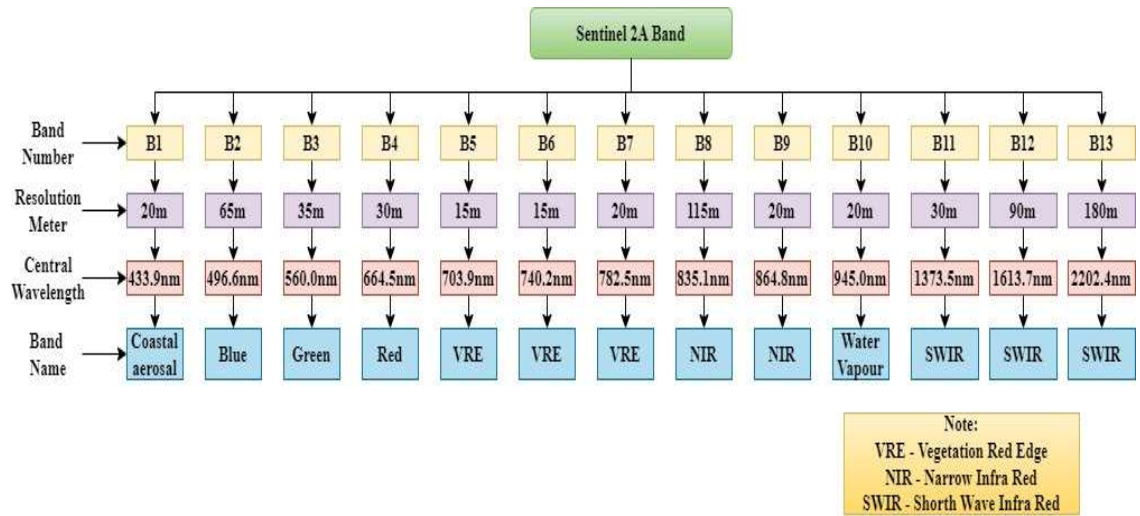 Sentinel 2A Band
Band
Number
B1 B2 B3 B4 B5 B6 B7 B8 B9 B10 B11 B12 B13
Resolution
Meter
20m 65m 35m 30m 15m 15m 20m 115m 20m 20m 30m 90m 180m
Central
Wavelength
433.9nm 496.6nm 560.0nm 664.5nm 703.9nm 740.2nm 782.5nm 835.1nm 864.8nm 945.0nm 1373.5nm 1613.7nm 2202.4nm
Band
Name
Coastal
aerosal
Blue Green Red VRE VRE VRE NIR NIR
Water
Vapour
SWIR SWIR SWIR
Note:
VRE - Vegetation Red Edge
NIR - Narrow Infra Red
SWIR - Shorth Wave Infra Red